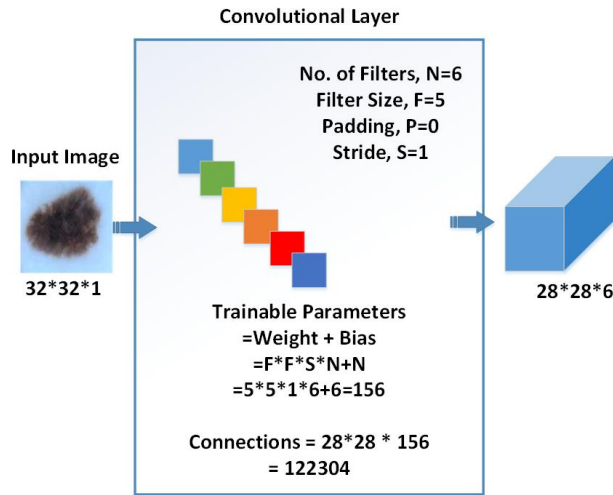 Convolutional Layer
No. of Filters, N=6
Filter Size, F=5
Padding, P=0
Stride, S=1
Input Image
32*32*1
28*28*6
Trainable Parameters
=Weight + Bias
=F*F*S*N+N
=5*5*1*6+6=156
Connections = 28*28 * 156
= 122304